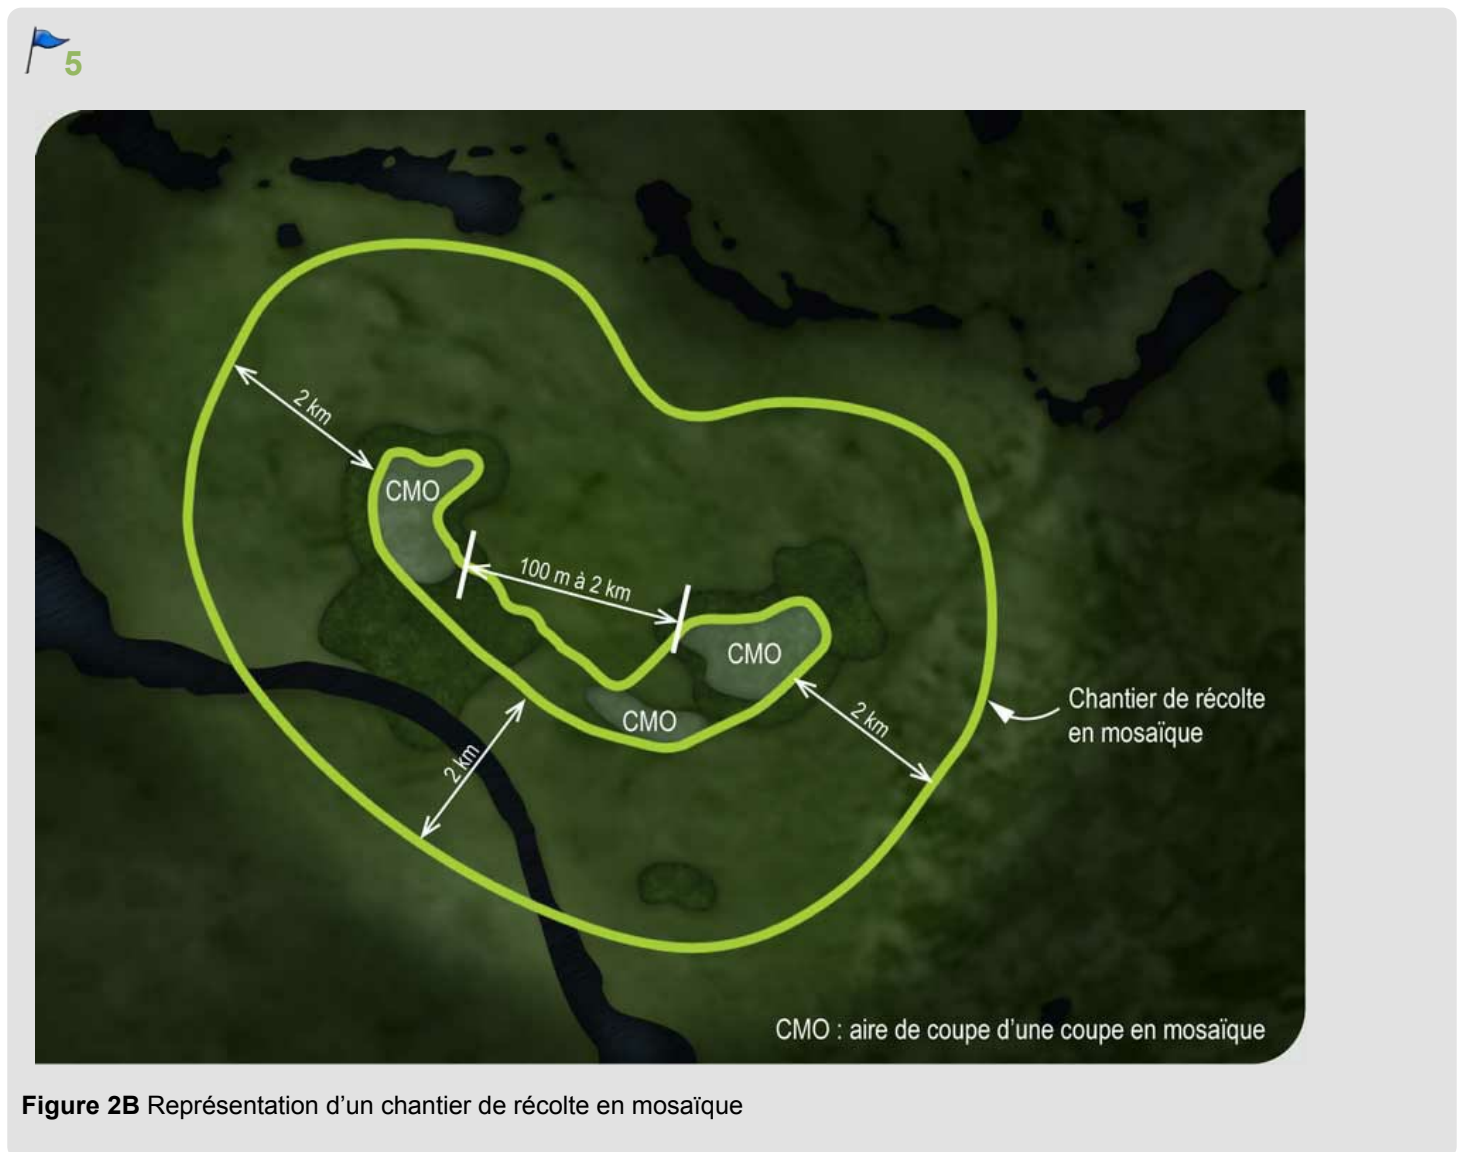 5
2 km
CMO
100 m à 2 km
CMO
CMO
2 km
2 km
Chantier de récolte
en mosaïque
CMO : aire de coupe d’une coupe en mosaïque
Figure 2B Représentation d’un chantier de récolte en mosaïque